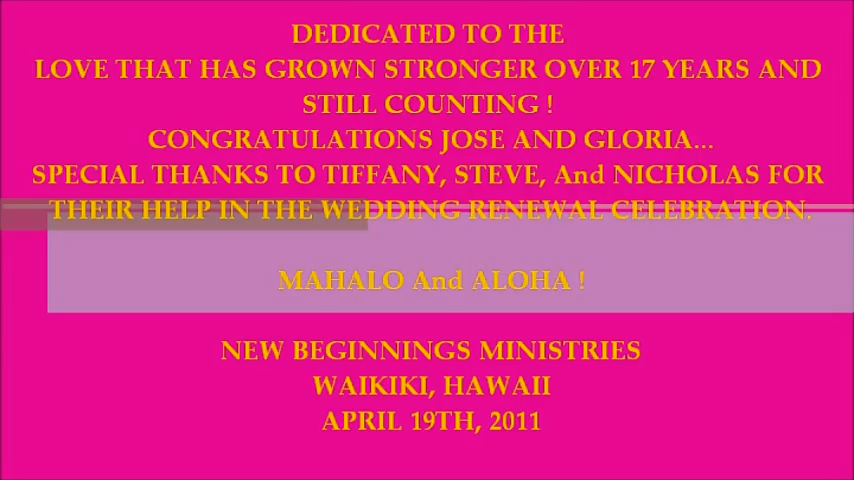 DEDICATED TO THE
LOVE THAT HAS GROWN STRONGER OVER 17 YEARS AND
STILL COUNTING !
CONGRATULATIONS JOSE AND GLORIA...
SPECIAL THANKS TO TIFFANY, STEVE, And NICHOLAS FOR
THEIR HELP IN THE WEDDING RENEWAL CELEBRATION.
MAHALO And ALOHA !
NEW BEGINNINGS MINISTRIES
WAIKIKI, HAWAII
APRIL 19TH, 2011